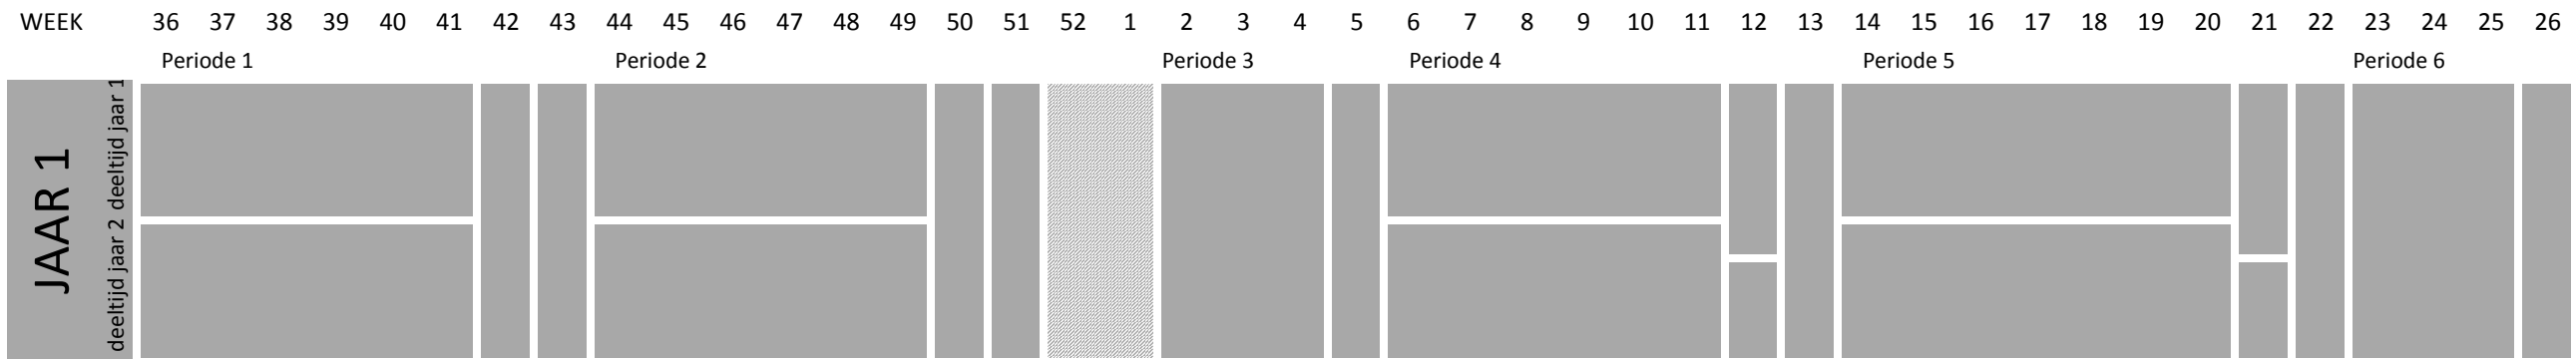 WEEK 36 37 38 39 40 41 42 43 44 45 46 47 48 49 50 51 52 1 2 3 4 5 6 7 8 9 10 11 12 13 14 15 16 17 18 19 20 21 22 23 24 25 26
Periode 1 Periode 2 Periode 3 Periode 4 Periode 5 Periode 6
JAAR 1
deeltijd jaar 1
deeltijd jaar 2